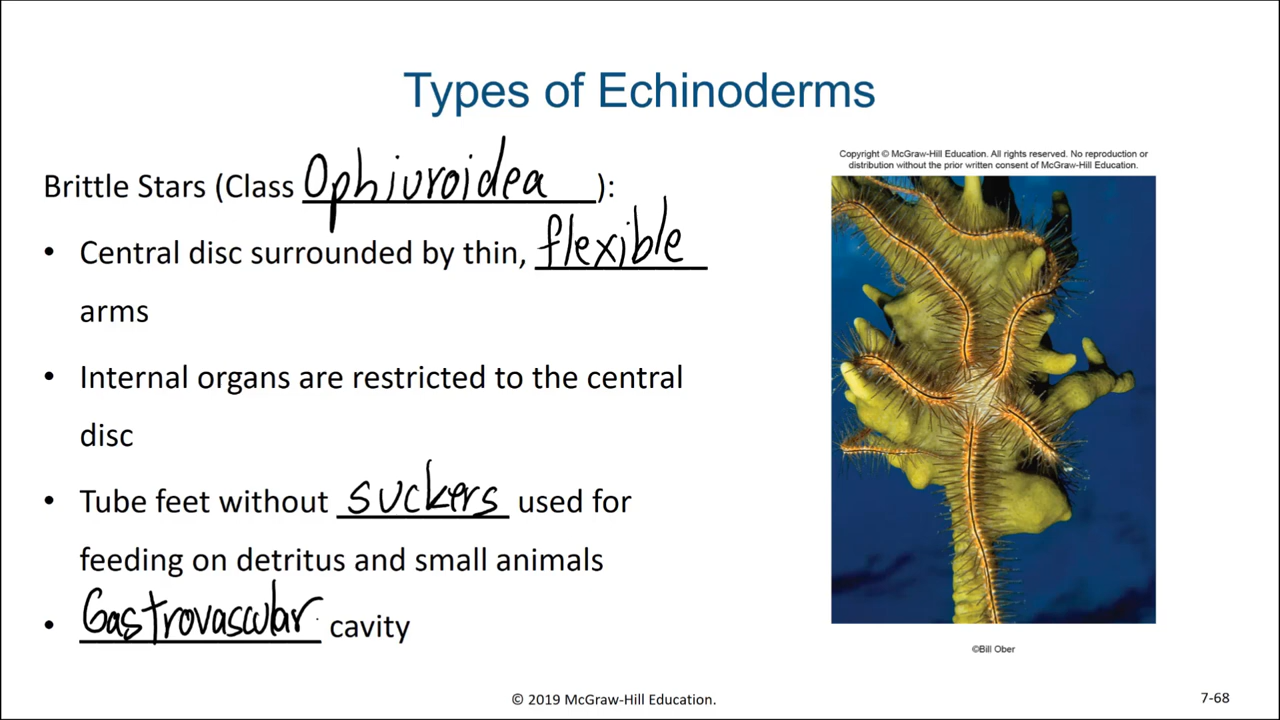 Types of Echinoderms
Brittle Stars (Class Ophiuroidea):
• Central disc surrounded by thin, flexible
arms
• Internal organs are restricted to the central
disc
• Tube feet without suckers used for
feeding on detritus and small animals
• Gastrovascular cavity
Copyright © McGraw-Hill Education. All rights reserved. No reproduction or
distribution without the prior written consent of McGraw-Hill Education.
©Bill Ober
© 2019 McGraw-Hill Education.
7-68